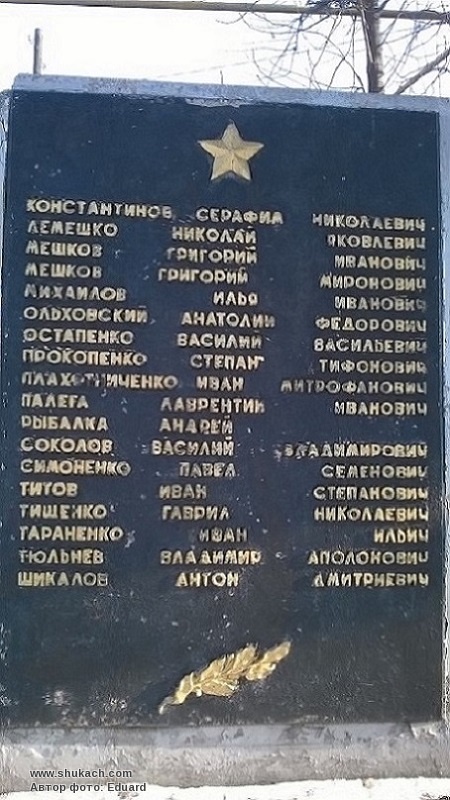 КОНСТАНТИНОВ СЕРАФИМ НИКОЛАЕВИЧ
ЛЕМЕШКО НИКОЛАЙ ЯКОВЛЕВИЧ
МЕШКОВ ГРИГОРИЙ ИВАНОВИЧ
МЕШКОВ ГРИГОРИЙ МИРОНОВИЧ
МИХАИЛОВ ИЛЬЯ ИВАНОВИЧ
ОЛЬХОВСКИЙ АНАТОЛИЙ ФЕДОРОВИЧ
ОСТАПЕНКО ВАСИЛИЙ ВАСИЛЬЕВИЧ
ПРОКОПЕНКО СТЕПАН ТИФОНОВИЧ
ПЛАХОТНИЧЕНКО ИВАН МИТРОФАНОВИЧ
ПАЛЕГА ЛАВРЕНТИЙ ИВАНОВИЧ
РЫБАЛКА АНДРЕЙ
СОКОЛОВ ВАСИЛИЙ ВЛАДИМИРОВИЧ
СИМОНЕНКО ПАВЕЛ СЕМЕНОВИЧ
ТИТОВ ИВАН СТЕПАНОВИЧ
ТИЩЕНКО ГАВРИЛ НИКОЛАЕВИЧ
ТАРАНЕНКО ИВАН ИЛЬИЧ
ТЮЛЬНЕВ ВЛАДИМИР АПОЛОНОВИЧ
ШИКАЛОВ АНТОН ДМИТРИЕВИЧ
www.shukach.com
Автор фото: Eduard